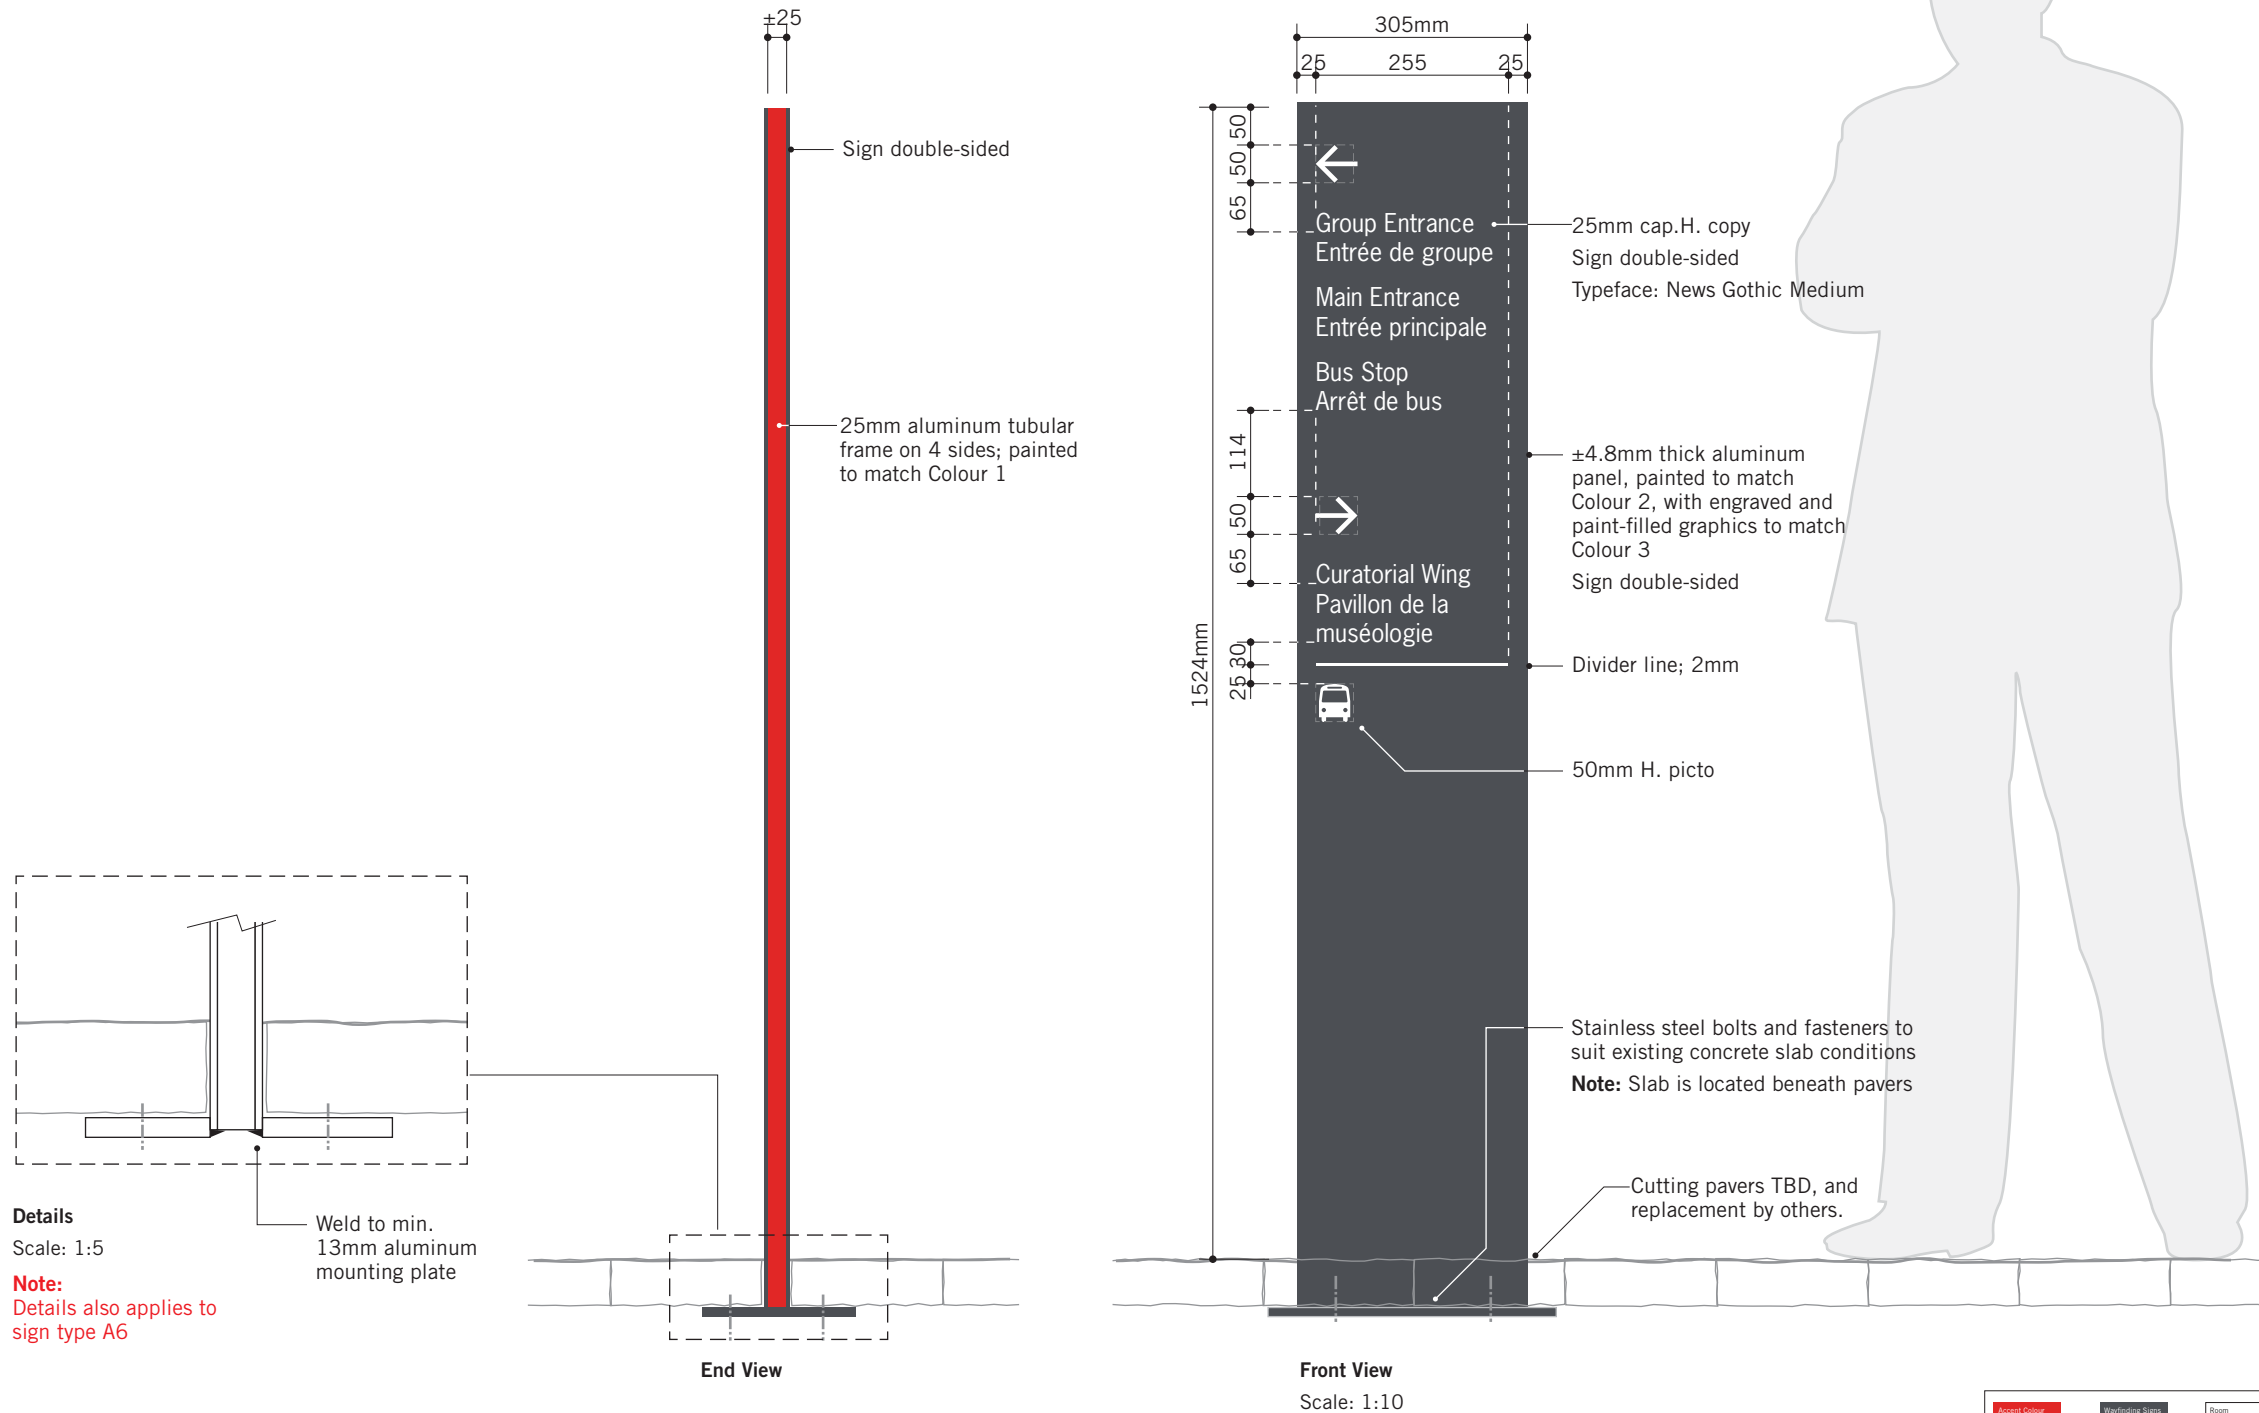 ±25
Sign double-sided
25mm aluminum tubular
frame on 4 sides; painted
to match Colour 1
305mm
25
255
25
50
50
65
114
50
65
30
25
1524mm
Group Entrance
Entrée de groupe
Main Entrance
Entrée principale
Bus Stop
Arrêt de bus
Curatorial Wing
Pavillon de la
muséologie
25mm cap.H. copy
Sign double-sided
Typeface: News Gothic Medium
±4.8mm thick aluminum
panel, painted to match
Colour 2, with engraved and
paint-filled graphics to match
Colour 3
Sign double-sided
Divider line; 2mm
50mm H. picto
Stainless steel bolts and fasteners to
suit existing concrete slab conditions
Note: Slab is located beneath pavers
Cutting pavers TBD, and
replacement by others.
Details
Scale: 1:5
Note:
Details also applies to
sign type A6
Weld to min.
13mm aluminum
mounting plate
End View
Front View
Scale: 1:10
Accent Colour
Wayfinding Signs
Room